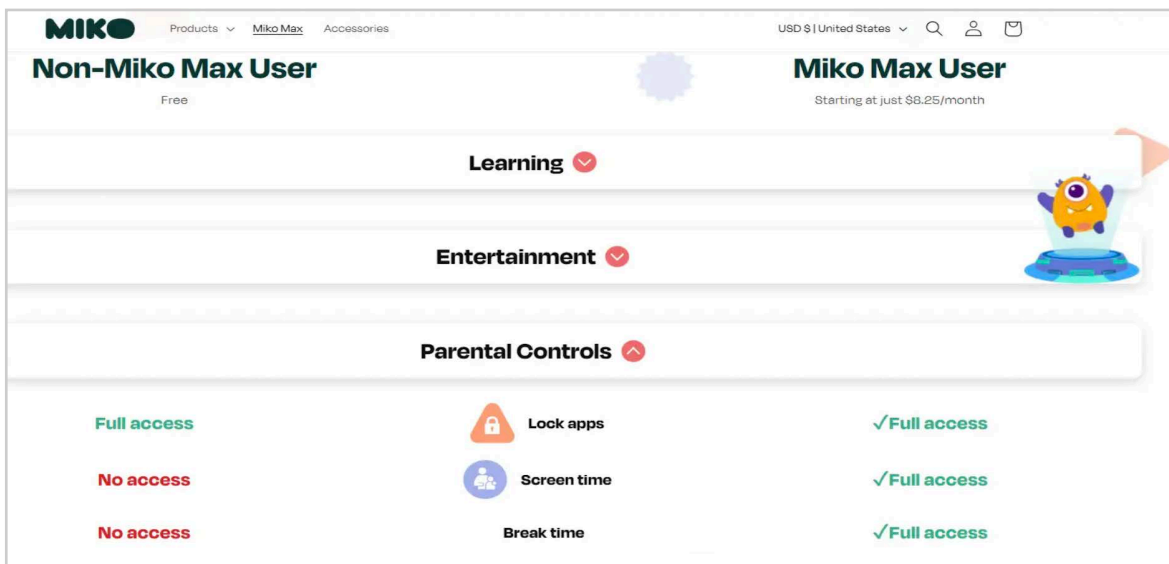 MIKO Products Miko Max Accessories USD $ | United States
Non-Miko Max User Miko Max User
Free Starting at just $8.25/month
Learning
Entertainment
Parental Controls
Full access Lock apps ✓Full access
No access Screen time ✓Full access
No access Break time ✓Full access